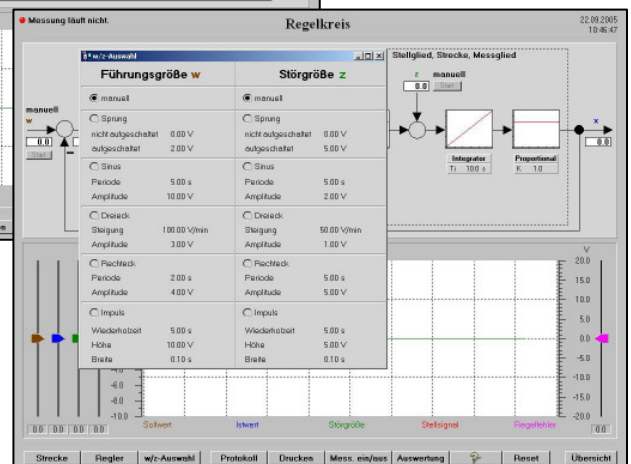 Messung läuft nicht.
Regelkreis
22.09.2005
10:46:47
w/z-Auswahl
Führungsgröße w
Störgröße z
manuell
manuell
Sprung
Sprung
nicht aufgeschaltet 0.00 V
nicht aufgeschaltet 0.00 V
aufgeschaltet 2.00 V
aufgeschaltet 5.00 V
Sinus
Sinus
Periode 5.00 s
Periode 5.00 s
Amplitude 10.00 V
Amplitude 2.00 V
Dreieck
Dreieck
Steigung 100.00 V/min
Steigung 50.00 V/min
Amplitude 3.00 V
Amplitude 1.00 V
Rechteck
Rechteck
Periode 2.00 s
Periode 5.00 s
Amplitude 4.00 V
Amplitude 5.00 V
Impuls
Impuls
Wiederholzeit 5.00 s
Wiederholzeit 5.00 s
Höhe 10.00 V
Höhe 5.00 V
Breite 0.10 s
Breite 0.10 s
manuell
w
0.0
Start
Stellglied, Strecke, Messglied
z manuell
0.0 Start
Integrator
Ti 10.0 s
Proportional
K 1.0
x
0.0
V
20.0
15.0
10.0
5.0
0.0
-5.0
-10.0
-15.0
-20.0
-4.0
-6.0
-8.0
-10.0
0.0 0.0 0.0 0.0
Sollwert Istwert Störgröße Stellsignal Regelfehler
0.0
Strecke Regler w/z-Auswahl Protokoll Drucken Mess. ein/aus Auswertung Reset Übersicht